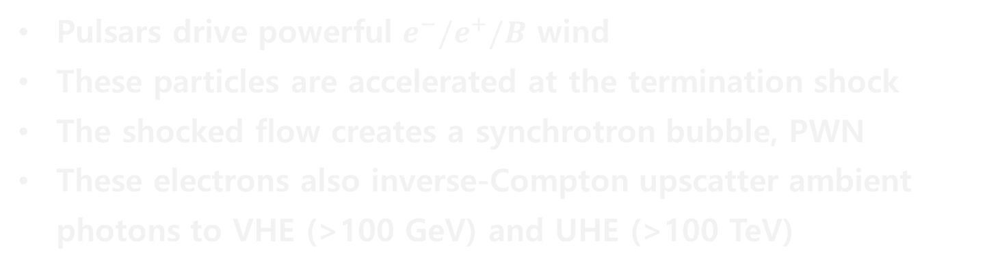 • Pulsars drive powerful e⁻/e⁺/B wind
• These particles are accelerated at the termination shock
• The shocked flow creates a synchrotron bubble, PWN
• These electrons also inverse-Compton upscatter ambient
photons to VHE (>100 GeV) and UHE (>100 TeV)